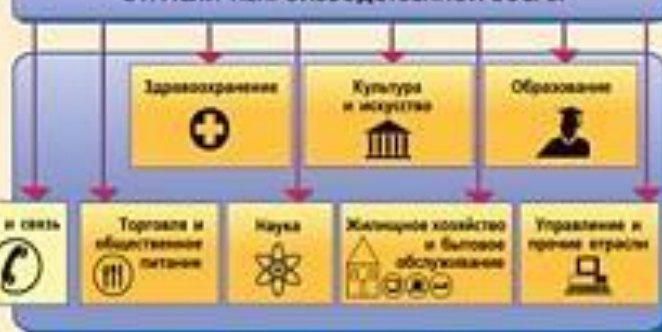 Здравоохранение
Культура
и искусство
Образование
и связь
Торговля и
общественное
питание
Наука
Жилищное хозяйство
и бытовое
обслуживание
Управление и
прочие отрасли